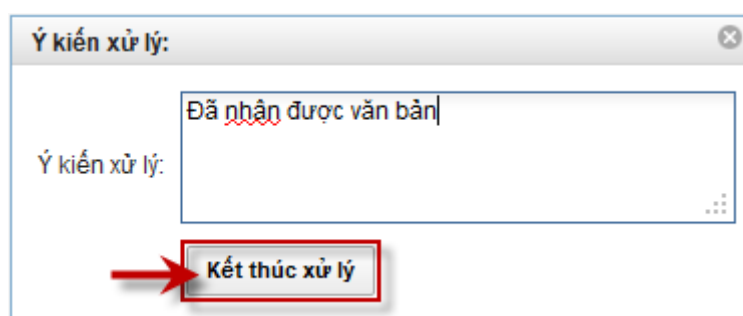 Ý kiến xử lý:
Đã nhận được văn bản
Ý kiến xử lý:
Kết thúc xử lý